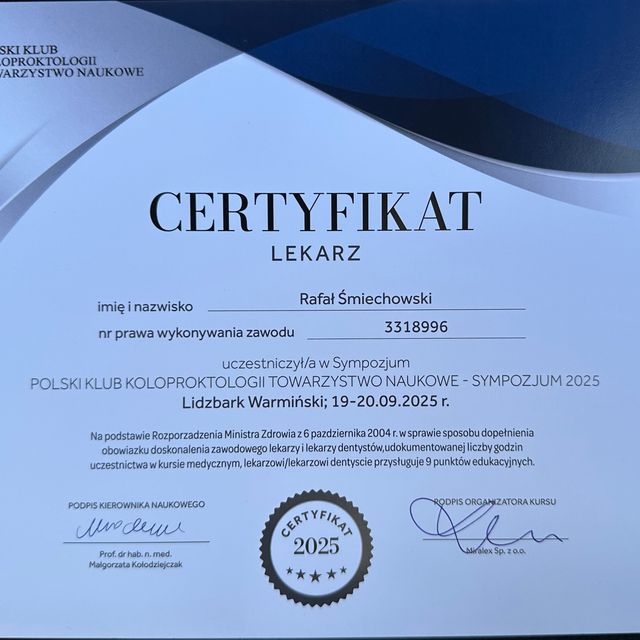 SKI KLUB
LOPROKTOLOGII
WARZYSTWO NAUKOWE
CERTYFIKAT
LEKARZ
imię i nazwisko Rafał Śmiechowski
nr prawa wykonywania zawodu 3318996
uczestniczył/a w Sympozjum
POLSKI KLUB KOLOPROKTOLOGII TOWARZYSTWO NAUKOWE - SYMPOZJUM 2025
Lidzbark Warmiński; 19-20.09.2025 r.
Na podstawie Rozporządzenia Ministra Zdrowia z 6 pazdziernika 2004 r. w sprawie sposobu dopełnienia
obowiazku doskonalenia zawodowego lekarzy i lekarzy dentystów,udokumentowanej liczby godzin
uczestnictwa w kursie medycznym, lekarzowi/lekarzowi dentyscie przysługuje 9 punktów edukacyjnych.
PODPIS KIEROWNIKA NAUKOWEGO
Prof. dr hab. n. med.
Małgorzata Kołodziejczak
CERTYFIKAT
2025
PODPIS ORGANIZATORA KURSU
Niralex Sp. z o.o.